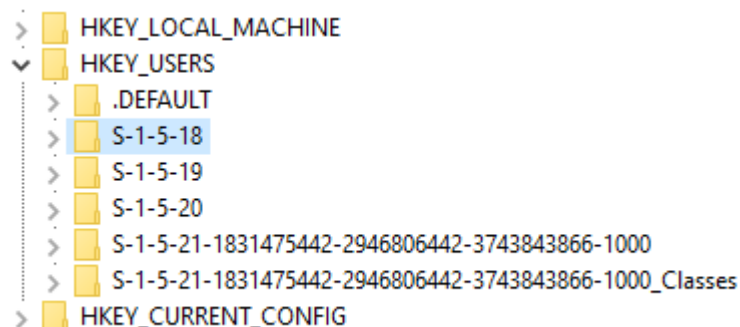 HKEY_LOCAL_MACHINE
HKEY_USERS
.DEFAULT
S-1-5-18
S-1-5-19
S-1-5-20
S-1-5-21-1831475442-2946806442-3743843866-1000
S-1-5-21-1831475442-2946806442-3743843866-1000_Classes
HKEY_CURRENT_CONFIG